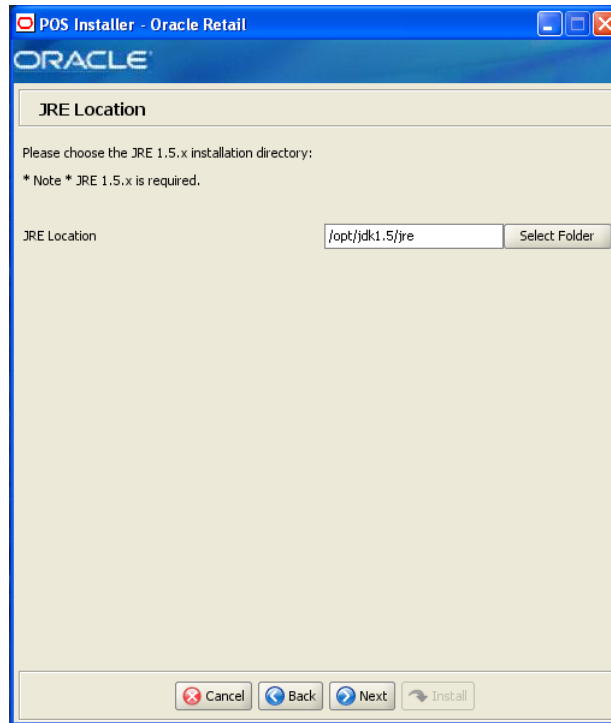 POS Installer - Oracle Retail
ORACLE
JRE Location
Please choose the JRE 1.5.x installation directory:
* Note * JRE 1.5.x is required.
JRE Location /opt/jdk1.5/jre Select Folder
Cancel Back Next Install